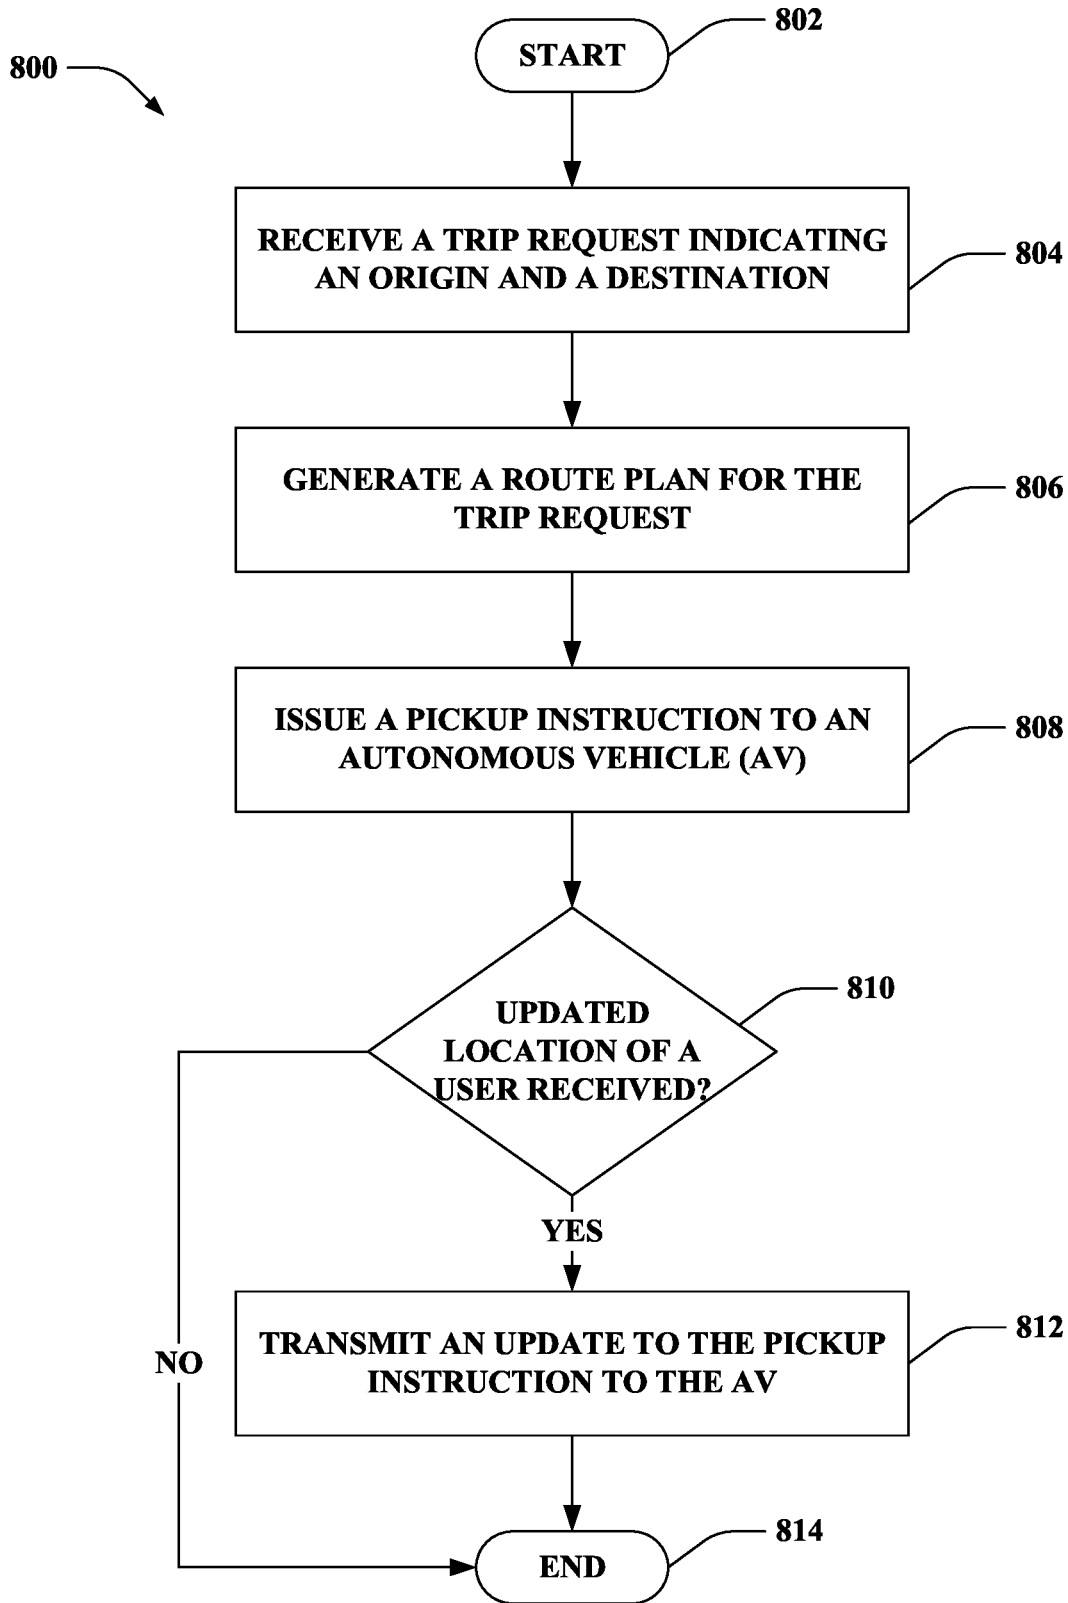 802
START
800
RECEIVE A TRIP REQUEST INDICATING
AN ORIGIN AND A DESTINATION
804
GENERATE A ROUTE PLAN FOR THE
TRIP REQUEST
806
ISSUE A PICKUP INSTRUCTION TO AN
AUTONOMOUS VEHICLE (AV)
808
UPDATED
LOCATION OF A
USER RECEIVED?
810
YES
TRANSMIT AN UPDATE TO THE PICKUP
INSTRUCTION TO THE AV
812
NO
END
814